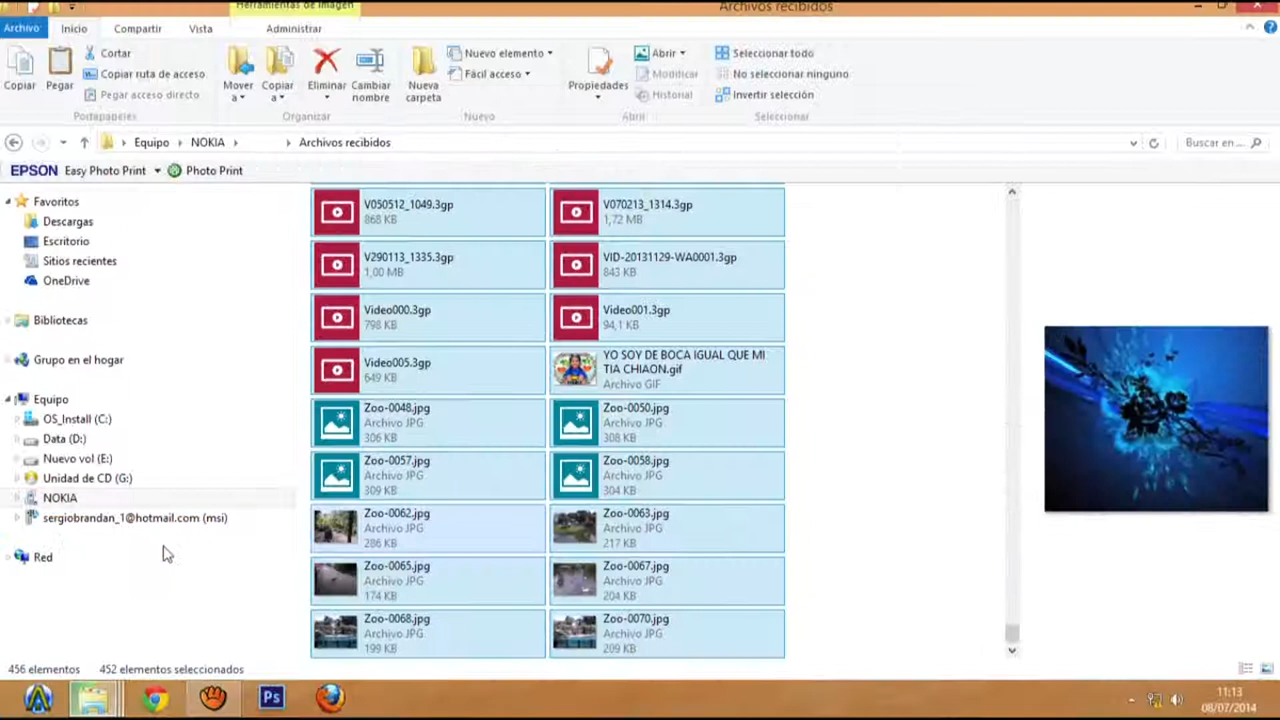 Herramientas de imagen
Archivos recibidos
Archivo
Inicio
Compartir
Vista
Administrar
Copiar
Pegar
Cortar
Copiar ruta de acceso
Pegar acceso directo
Portapapeles
Mover a
Copiar a
Eliminar
Cambiar nombre
Organizar
Nueva carpeta
Nuevo elemento
Fácil acceso
Nuevo
Propiedades
Abrir
Modificar
Historial
Abrir
Seleccionar todo
No seleccionar ninguno
Invertir selección
Seleccionar
Equipo
NOKIA
Archivos recibidos
Buscar en...
EPSON Easy Photo Print
Photo Print
Favoritos
Descargas
Escritorio
Sitios recientes
OneDrive
Bibliotecas
Grupo en el hogar
Equipo
OS_Install (C:)
Data (D:)
Nuevo vol (E:)
Unidad de CD (G:)
NOKIA
sergiobrandan_1@hotmail.com (msi)
Red
V050512_1049.3gp
868 KB
V070213_1314.3gp
1,72 MB
V290113_1335.3gp
1,00 MB
VID-20131129-WA0001.3gp
843 KB
Video000.3gp
798 KB
Video001.3gp
94,1 KB
Video005.3gp
649 KB
YO SOY DE BOCA IGUAL QUE MI
TIA CHIAON.gif
Archivo GIF
Zoo-0048.jpg
Archivo JPG
306 KB
Zoo-0050.jpg
Archivo JPG
308 KB
Zoo-0057.jpg
Archivo JPG
309 KB
Zoo-0058.jpg
Archivo JPG
304 KB
Zoo-0062.jpg
Archivo JPG
286 KB
Zoo-0063.jpg
Archivo JPG
217 KB
Zoo-0065.jpg
Archivo JPG
174 KB
Zoo-0067.jpg
Archivo JPG
204 KB
Zoo-0068.jpg
Archivo JPG
199 KB
Zoo-0070.jpg
Archivo JPG
209 KB
456 elementos
452 elementos seleccionados
Ps
11:13
08/07/2014